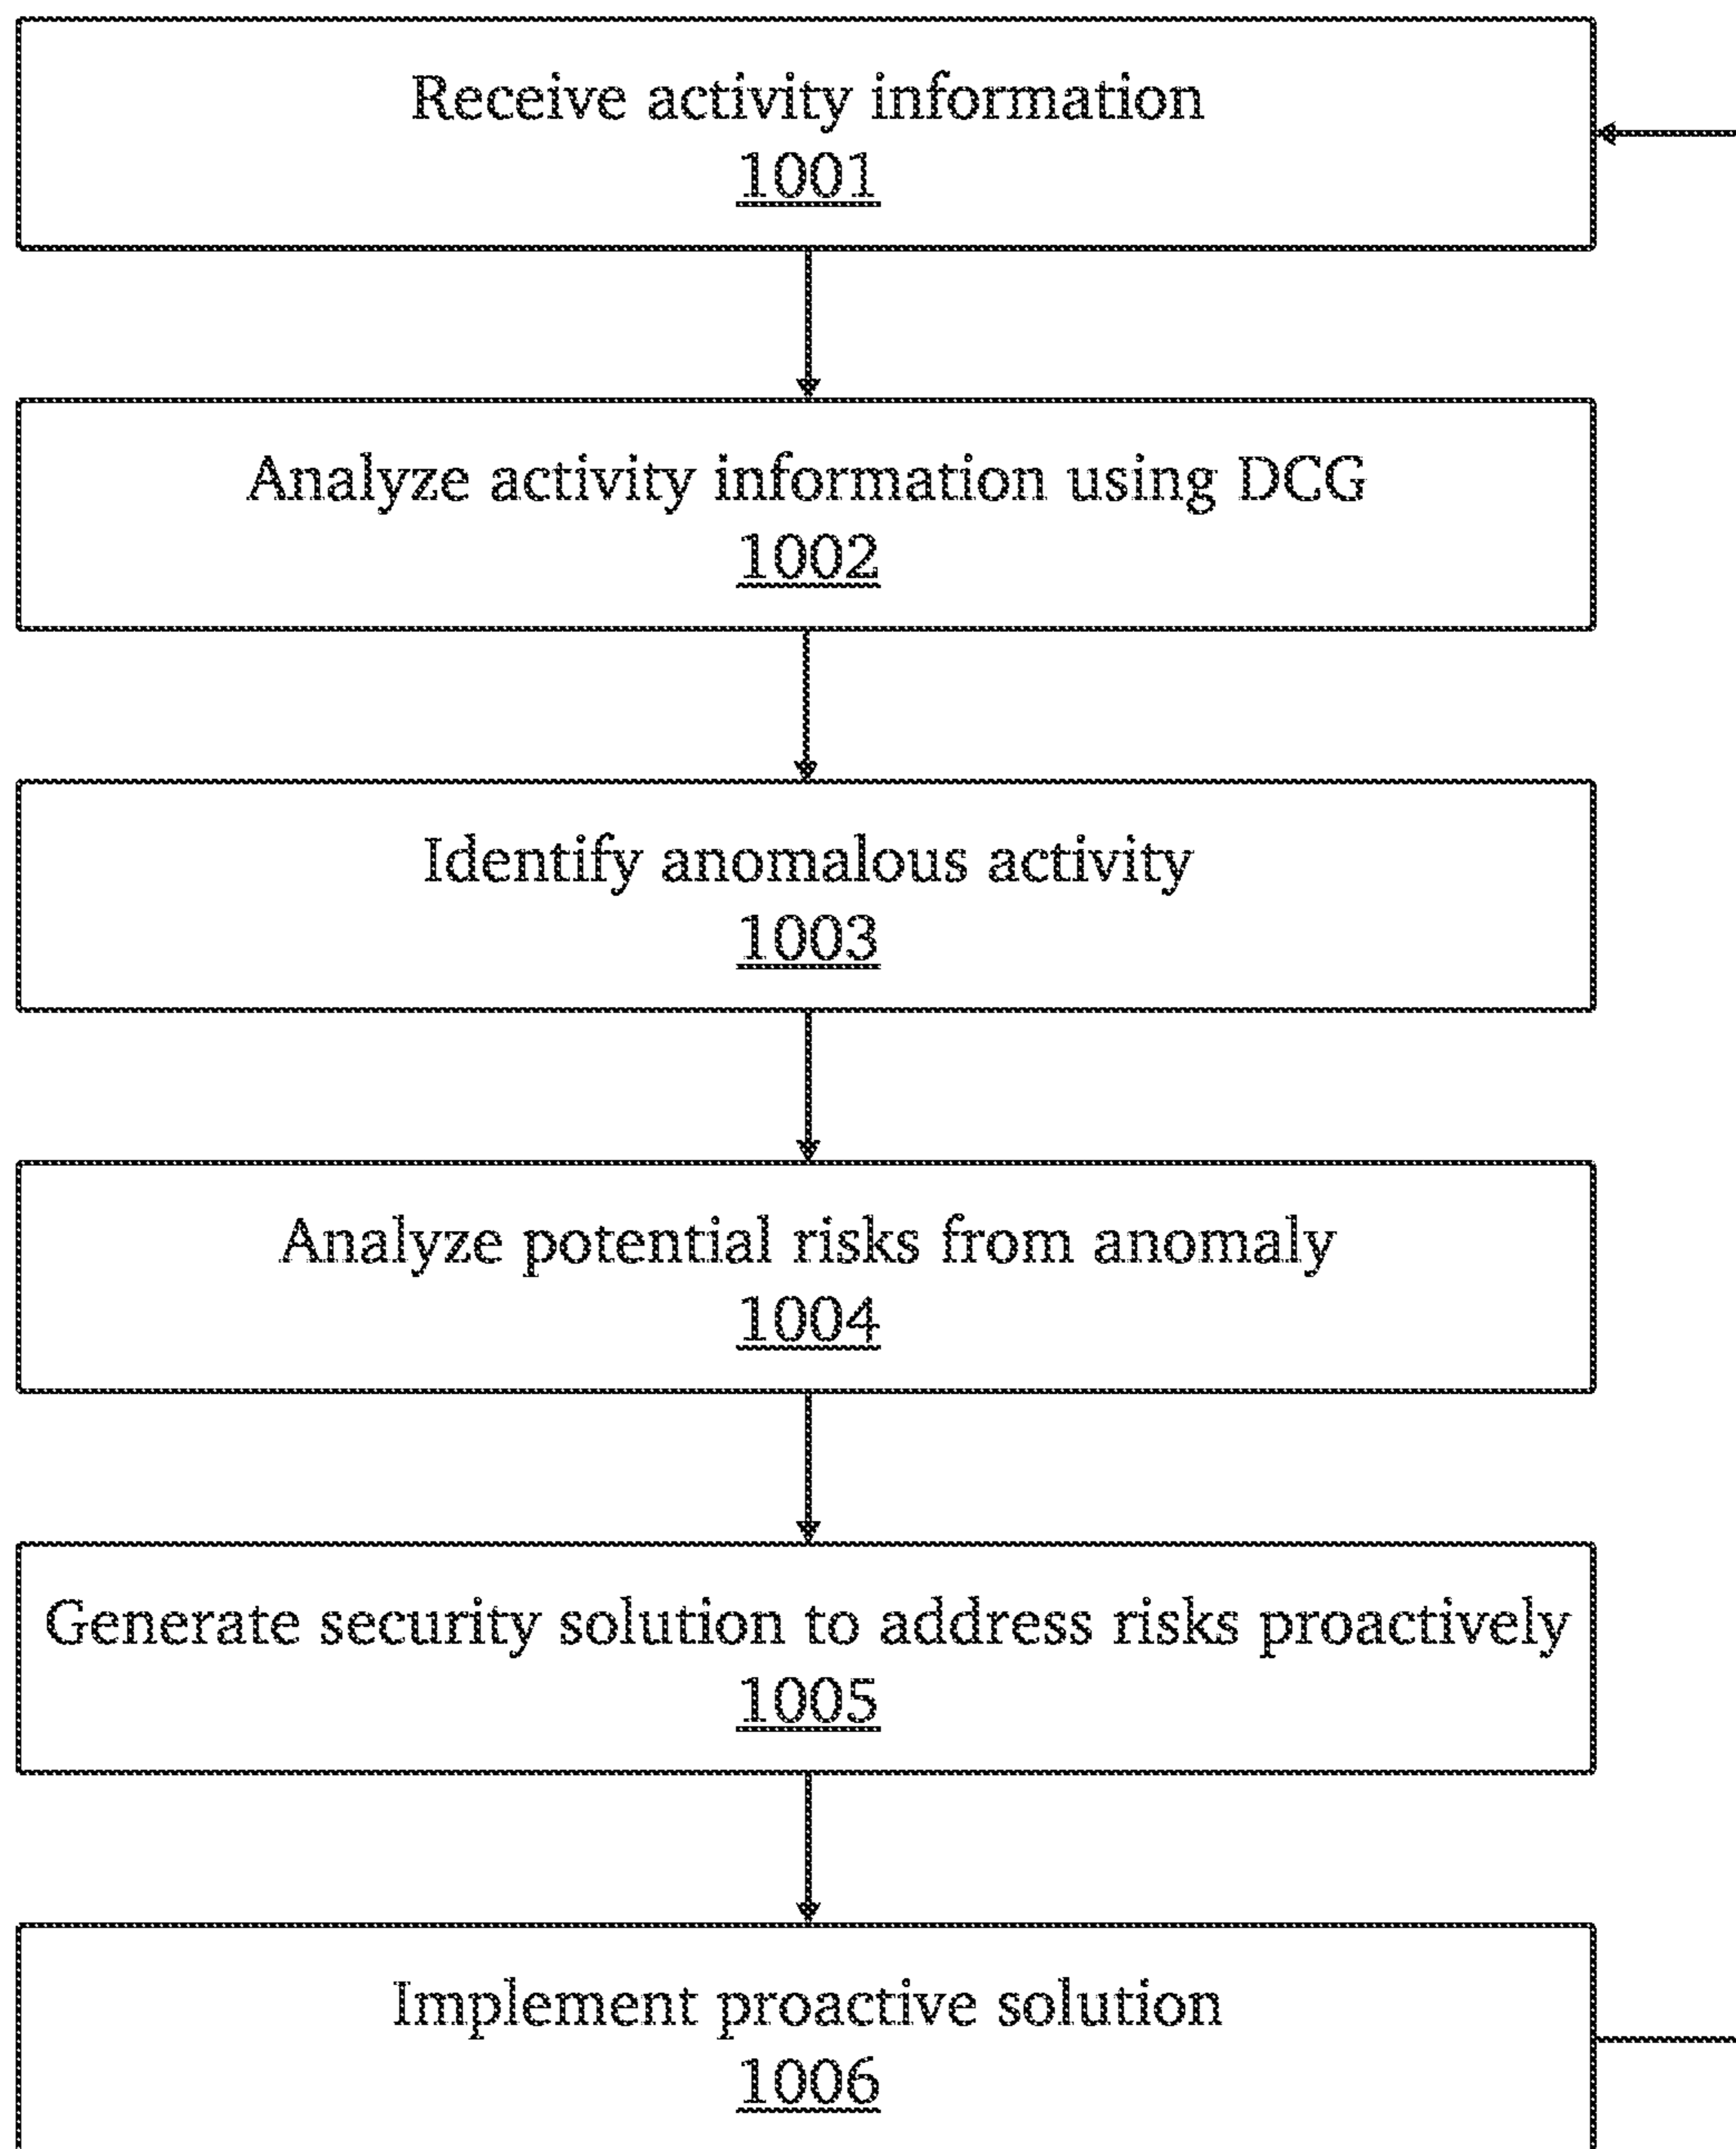 Receive activity information
1001
Analyze activity information using DCG
1002
Identify anomalous activity
1003
Analyze potential risks from anomaly
1004
Generate security solution to address risks proactively
1005
Implement proactive solution
1006